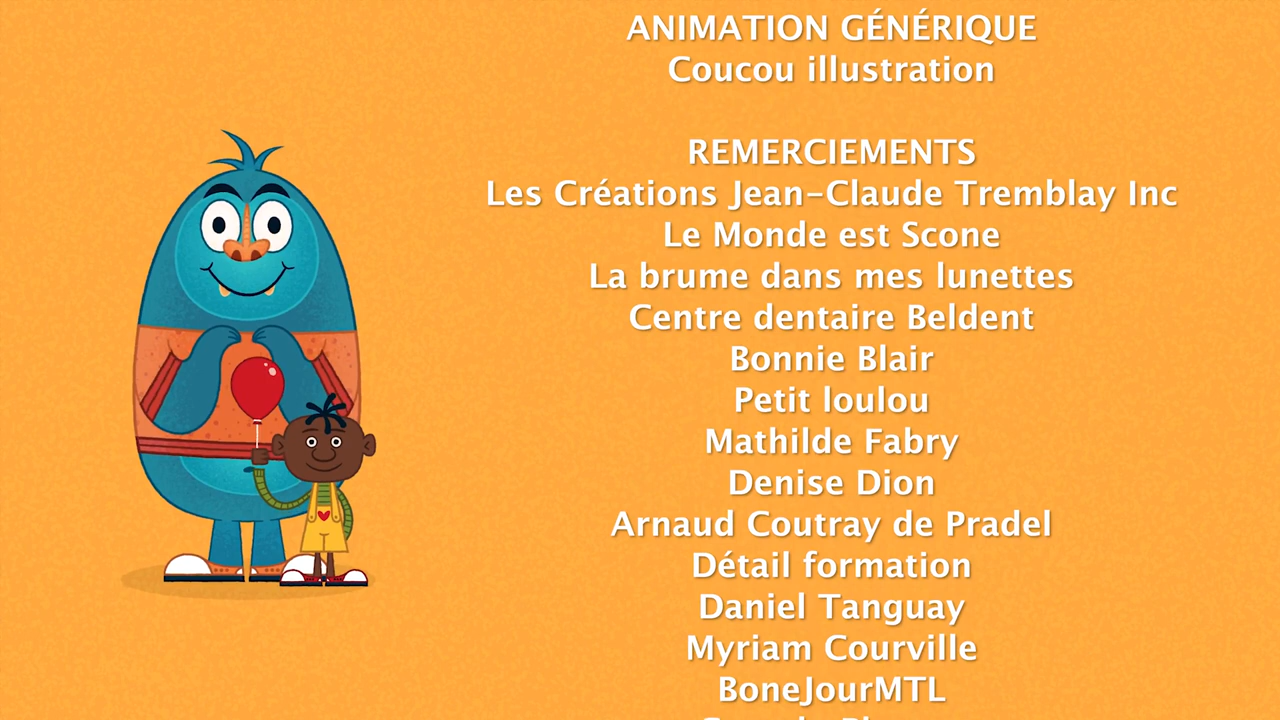 ANIMATION GÉNÉRIQUE
Coucou illustration
REMERCIEMENTS
Les Créations Jean-Claude Tremblay Inc
Le Monde est Scone
La brume dans mes lunettes
Centre dentaire Beldent
Bonnie Blair
Petit loulou
Mathilde Fabry
Denise Dion
Arnaud Coutray de Pradel
Détail formation
Daniel Tanguay
Myriam Courville
BoneJourMTL